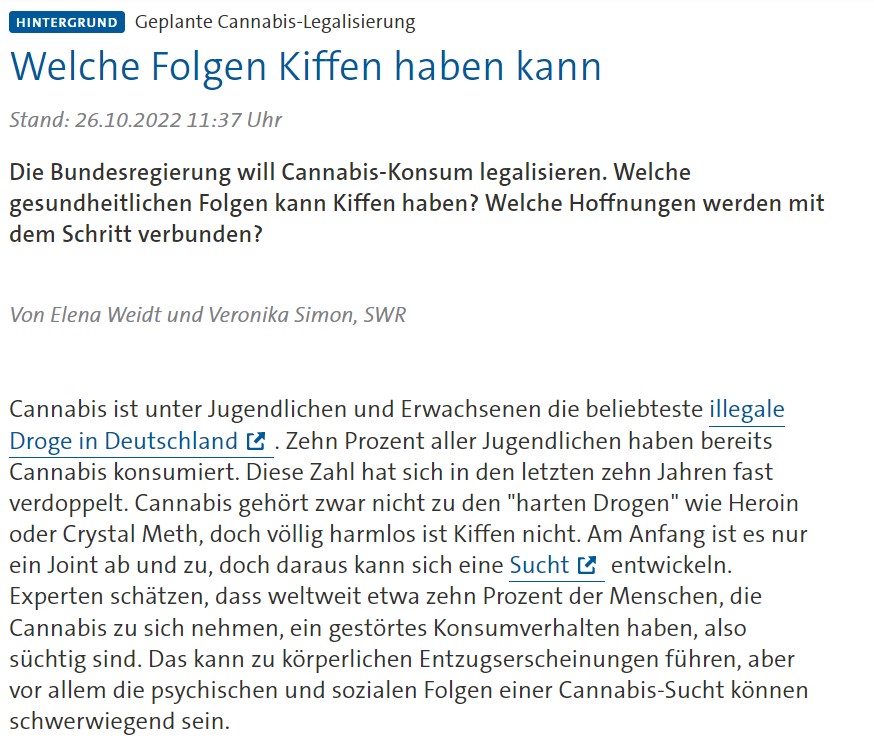 HINTERGRUND Geplante Cannabis-Legalisierung
Welche Folgen Kiffen haben kann
Stand: 26.10.2022 11:37 Uhr
Die Bundesregierung will Cannabis-Konsum legalisieren. Welche
gesundheitlichen Folgen kann Kiffen haben? Welche Hoffnungen werden mit
dem Schritt verbunden?
Von Elena Weidt und Veronika Simon, SWR
Cannabis ist unter Jugendlichen und Erwachsenen die beliebteste illegale
Droge in Deutschland . Zehn Prozent aller Jugendlichen haben bereits
Cannabis konsumiert. Diese Zahl hat sich in den letzten zehn Jahren fast
verdoppelt. Cannabis gehört zwar nicht zu den "harten Drogen" wie Heroin
oder Crystal Meth, doch völlig harmlos ist Kiffen nicht. Am Anfang ist es nur
ein Joint ab und zu, doch daraus kann sich eine Sucht entwickeln.
Experten schätzen, dass weltweit etwa zehn Prozent der Menschen, die
Cannabis zu sich nehmen, ein gestörtes Konsumverhalten haben, also
süchtig sind. Das kann zu körperlichen Entzugserscheinungen führen, aber
vor allem die psychischen und sozialen Folgen einer Cannabis-Sucht können
schwerwiegend sein.